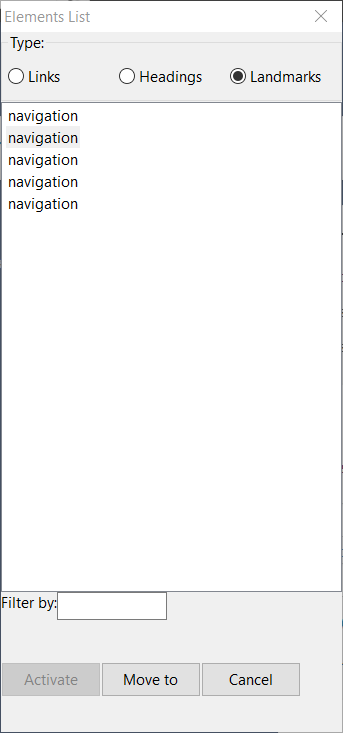 Elements List
Type:
Links Headings Landmarks
navigation
navigation
navigation
navigation
navigation
Filter by:
Activate Move to Cancel